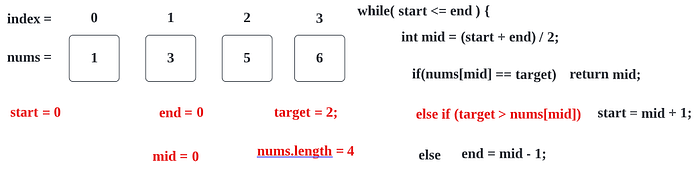 index = 0 1 2 3
nums = 1 3 5 6
start = 0 end = 0 target = 2;
mid = 0 nums.length = 4
while( start <= end ) {
int mid = (start + end) / 2;
if(nums[mid] == target) return mid;
else if (target > nums[mid]) start = mid + 1;
else end = mid - 1;